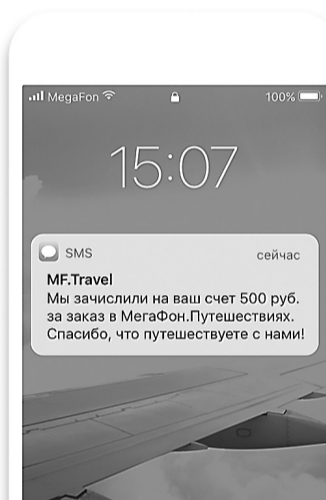 MegaFon 100%
15:07
SMS сейчас
MF.Travel
Мы зачислили на ваш счет 500 руб.
за заказ в МегаФон.Путешествиях.
Спасибо, что путешествуете с нами!